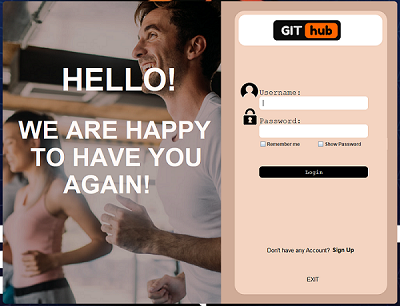 HELLO!
WE ARE HAPPY
TO HAVE YOU
AGAIN!
GIT hub
Username:
Password:
Remember me
Show Password
Login
Don't have any Account? Sign Up
EXIT